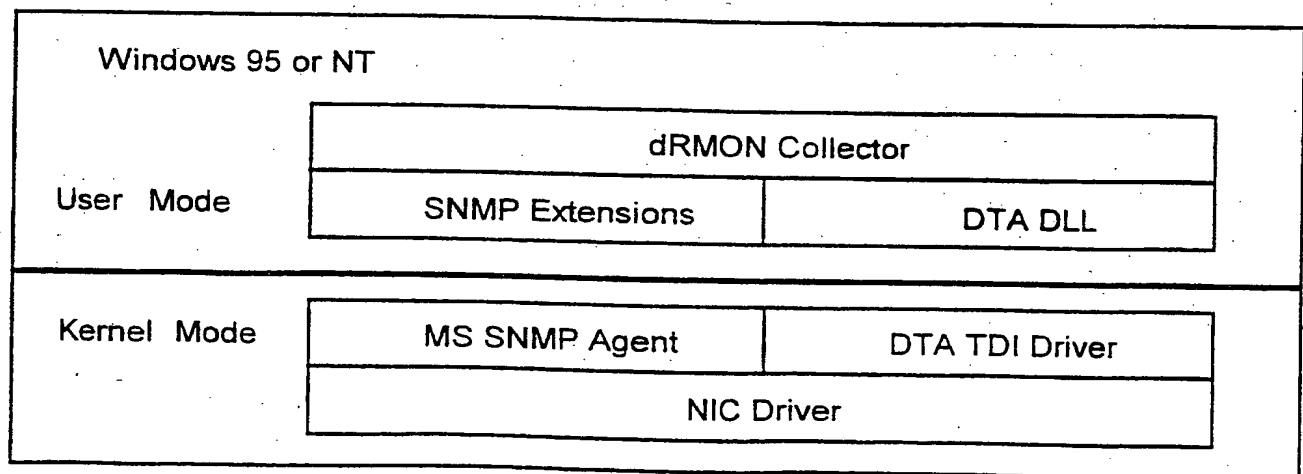 Windows 95 or NT
dRMON Collector
User Mode
SNMP Extensions
DTA DLL
Kernel Mode
MS SNMP Agent
DTA TDI Driver
NIC Driver